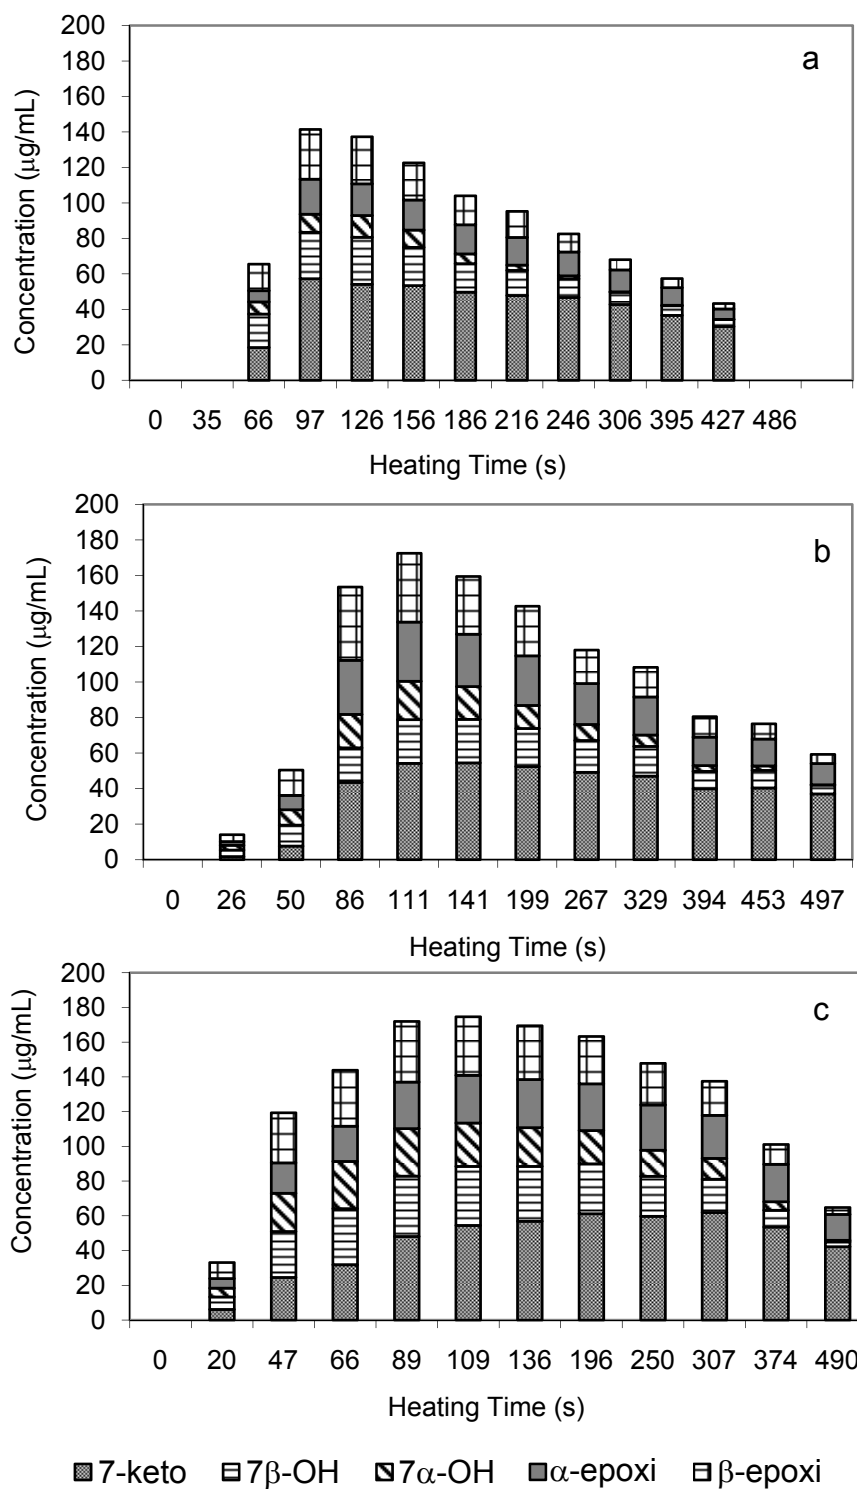 a
Concentration (µg/mL)
200
180
160
140
120
100
80
60
40
20
0
0 35 66 97 126 156 186 216 246 306 395 427 486
Heating Time (s)
b
Concentration (µg/mL)
200
180
160
140
120
100
80
60
40
20
0
0 26 50 86 111 141 199 267 329 394 453 497
Heating Time (s)
c
Concentration (µg/mL)
200
180
160
140
120
100
80
60
40
20
0
0 20 47 66 89 109 136 196 250 307 374 490
Heating Time (s)
7-keto 7β-OH 7α-OH α-epoxi β-epoxi